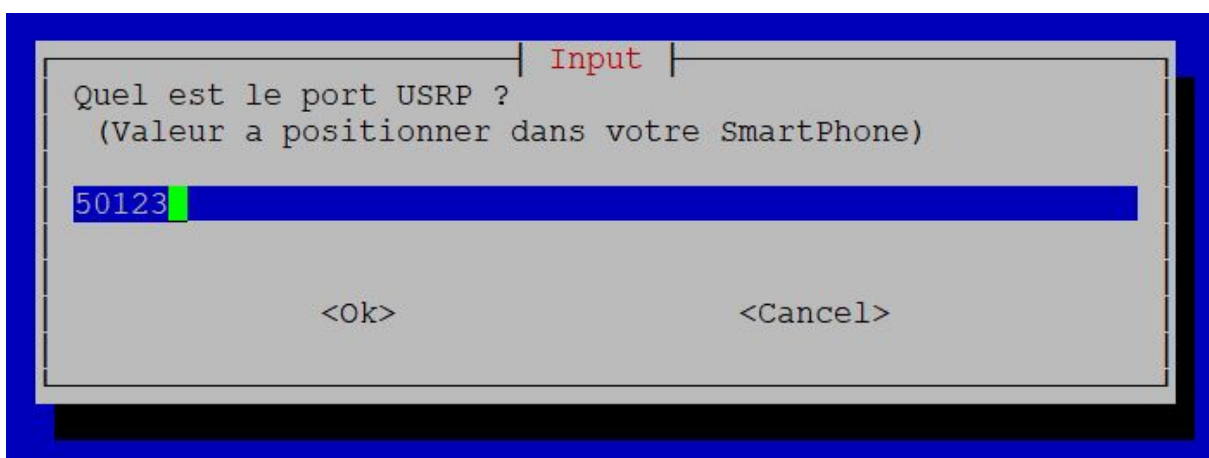 Input
Quel est le port USRP ?
(Valeur a positionner dans votre SmartPhone)
50123
<Ok> <Cancel>